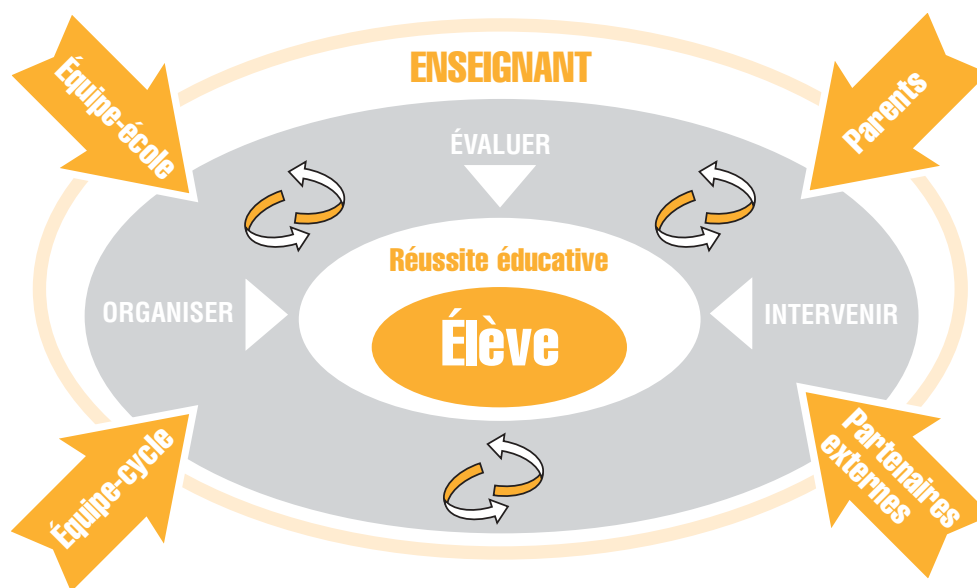 ENSEIGNANT
Équipe-école
Parents
ÉVALUER
Réussite éducative
ORGANISER
Élève
INTERVENIR
Équipe-cycle
Partenaires
externes